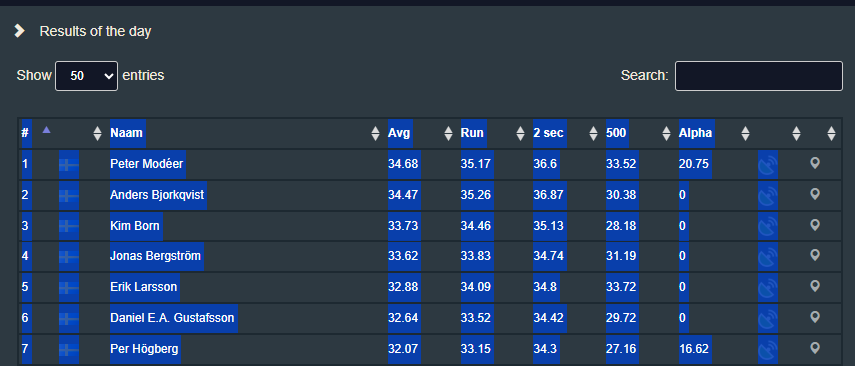 Results of the day
Show 50 entries Search:
# Naam Avg Run 2 sec 500 Alpha
1 Peter Modéer 34.68 35.17 36.6 33.52 20.75
2 Anders Bjorkqvist 34.47 35.26 36.87 30.38 0
3 Kim Born 33.73 34.46 35.13 28.18 0
4 Jonas Bergström 33.62 33.83 34.74 31.19 0
5 Erik Larsson 32.88 34.09 34.8 33.72 0
6 Daniel E.A. Gustafsson 32.64 33.52 34.42 29.72 0
7 Per Högberg 32.07 33.15 34.3 27.16 16.62